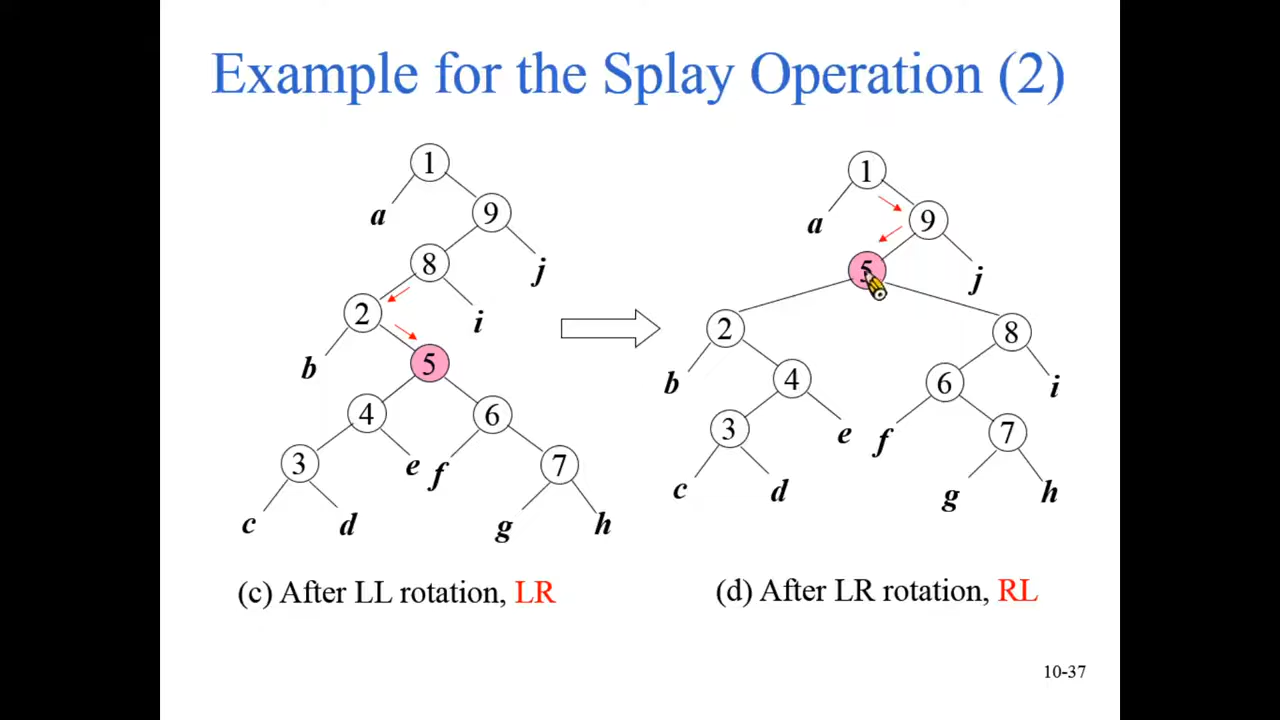 Example for the Splay Operation (2)
1
a
9
8
j
2
i
b
5
4
6
3
e
f
7
c
d
g
h
(c) After LL rotation, LR
1
a
9
5
j
2
8
b
4
6
i
3
e
f
7
c
d
g
h
(d) After LR rotation, RL
10-37